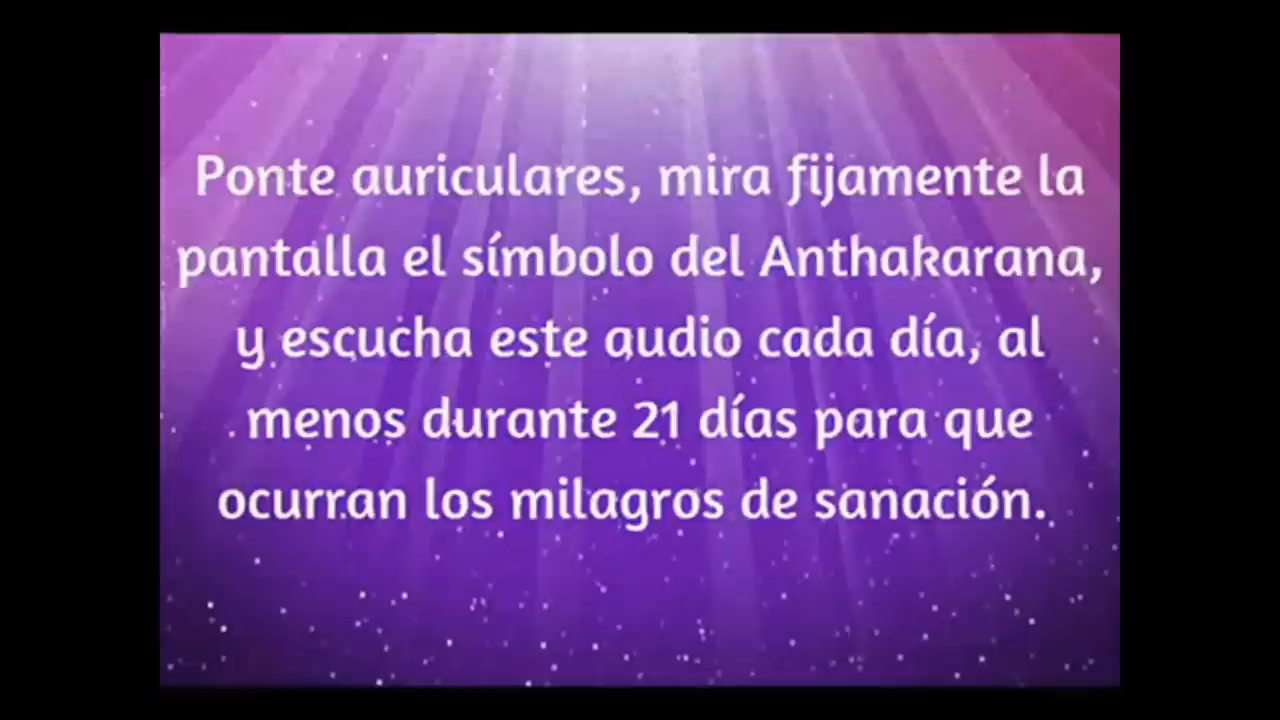 Ponte auriculares, mira fijamente la
pantalla el símbolo del Anthakarana,
y escucha este audio cada día, al
menos durante 21 días para que
ocurran los milagros de sanación.